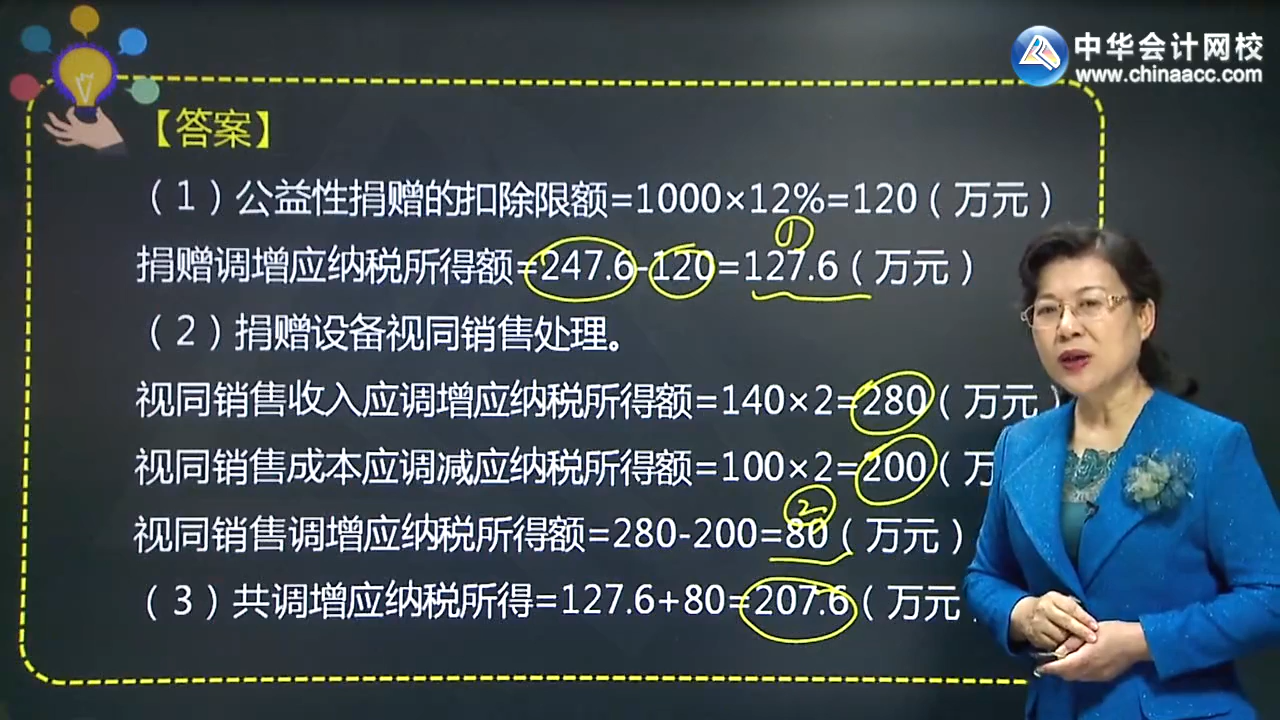 中华会计网校
www.chinaacc.com
【答案】
（1）公益性捐赠的扣除限额=1000×12%=120（万元）
①
捐赠调增应纳税所得额=247.6-120=127.6（万元）
（2）捐赠设备视同销售处理。
视同销售收入应调增应纳税所得额=140×2=280（万元）
视同销售成本应调减应纳税所得额=100×2=200（万
②
视同销售调增应纳税所得额=280-200=80（万元）
（3）共调增应纳税所得=127.6+80=207.6（万元